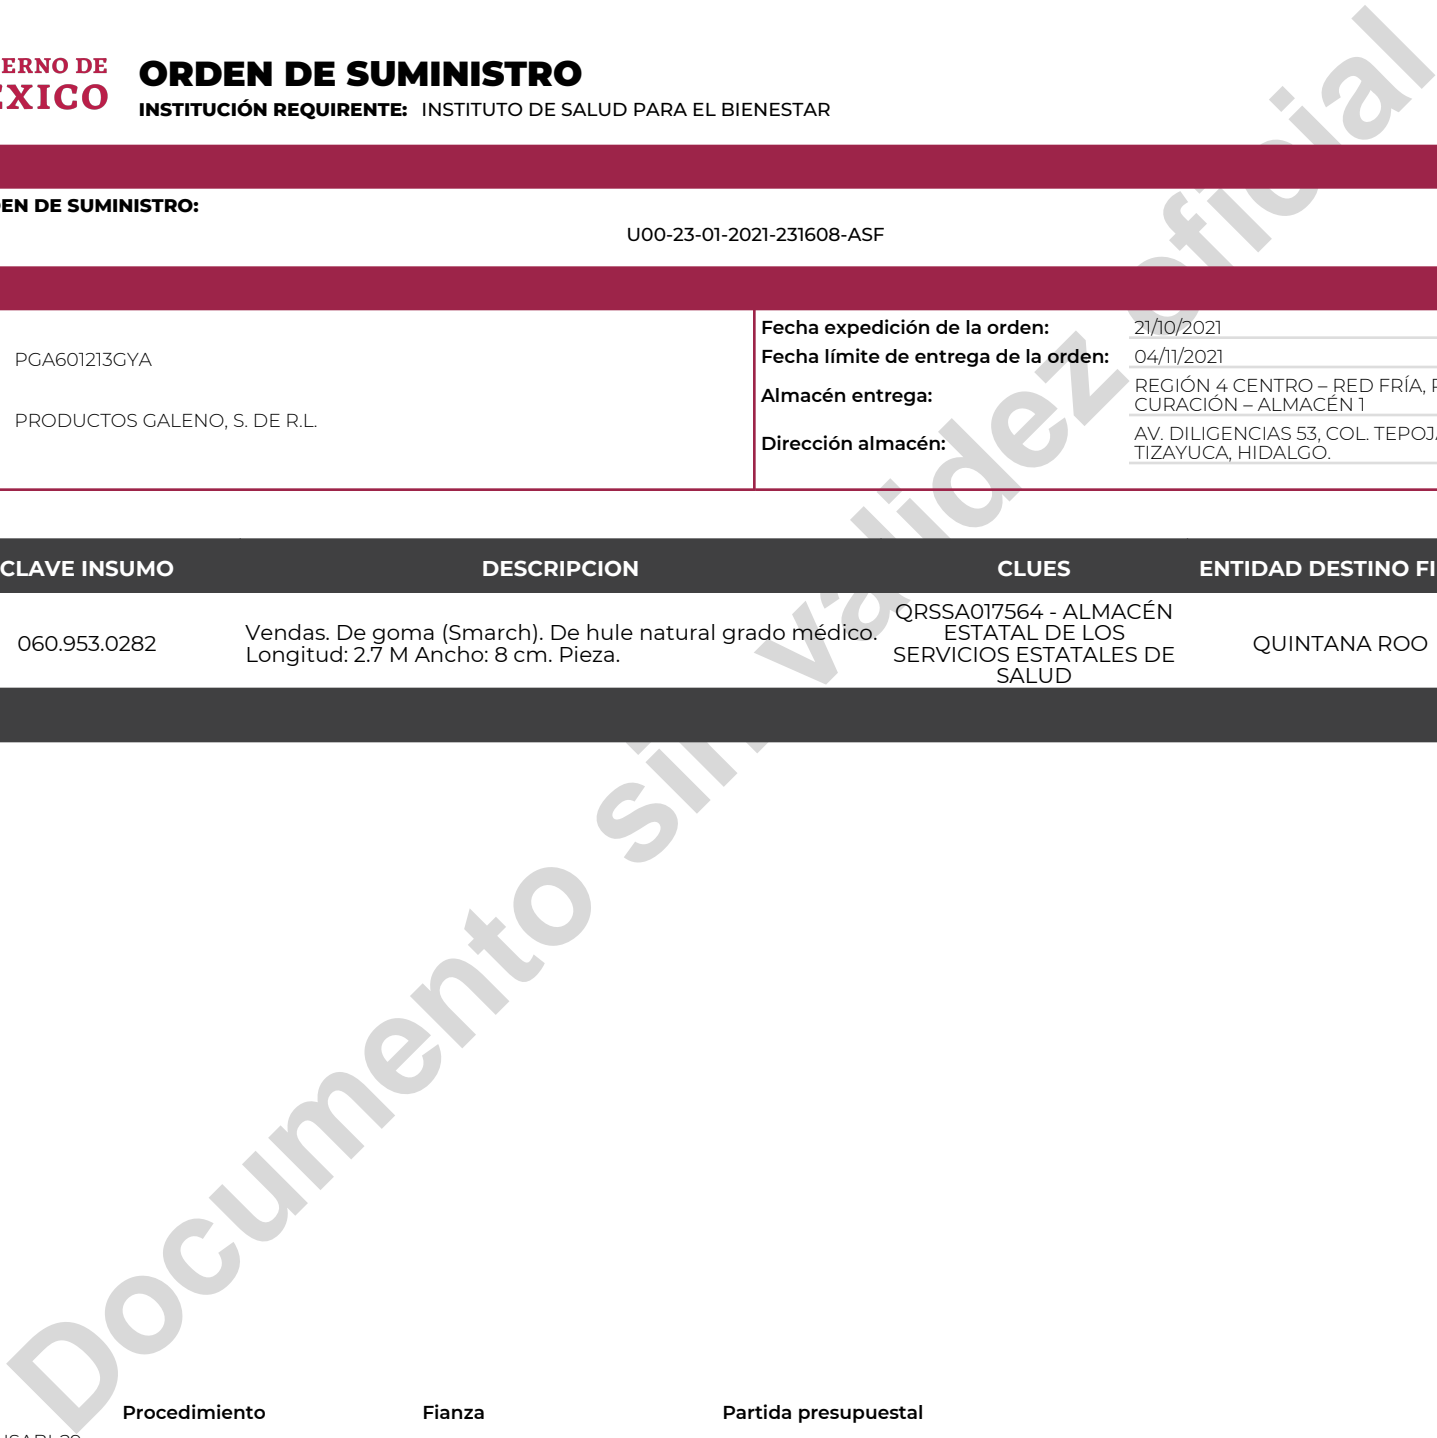 ERNO DE
EXICO
ORDEN DE SUMINISTRO
INSTITUCIÓN REQUIRENTE: INSTITUTO DE SALUD PARA EL BIENESTAR
EN DE SUMINISTRO:
U00-23-01-2021-231608-ASF
PGA601213GYA
PRODUCTOS GALENO, S. DE R.L.
Fecha expedición de la orden: 21/10/2021
Fecha límite de entrega de la orden: 04/11/2021
Almacén entrega: REGIÓN 4 CENTRO – RED FRÍA,
CURACIÓN – ALMACÉN 1
Dirección almacén: AV. DILIGENCIAS 53, COL. TEPOJ
TIZAYUCA, HIDALGO.
CLAVE INSUMO DESCRIPCION CLUES ENTIDAD DESTINO FI
060.953.0282
Vendas. De goma (Smarch). De hule natural grado médico.
Longitud: 2.7 M Ancho: 8 cm. Pieza.
QRSSA017564 - ALMACÉN
ESTATAL DE LOS
SERVICIOS ESTATALES DE
SALUD
QUINTANA ROO
Documento sin validez oficial
Procedimiento Fianza Partida presupuestal